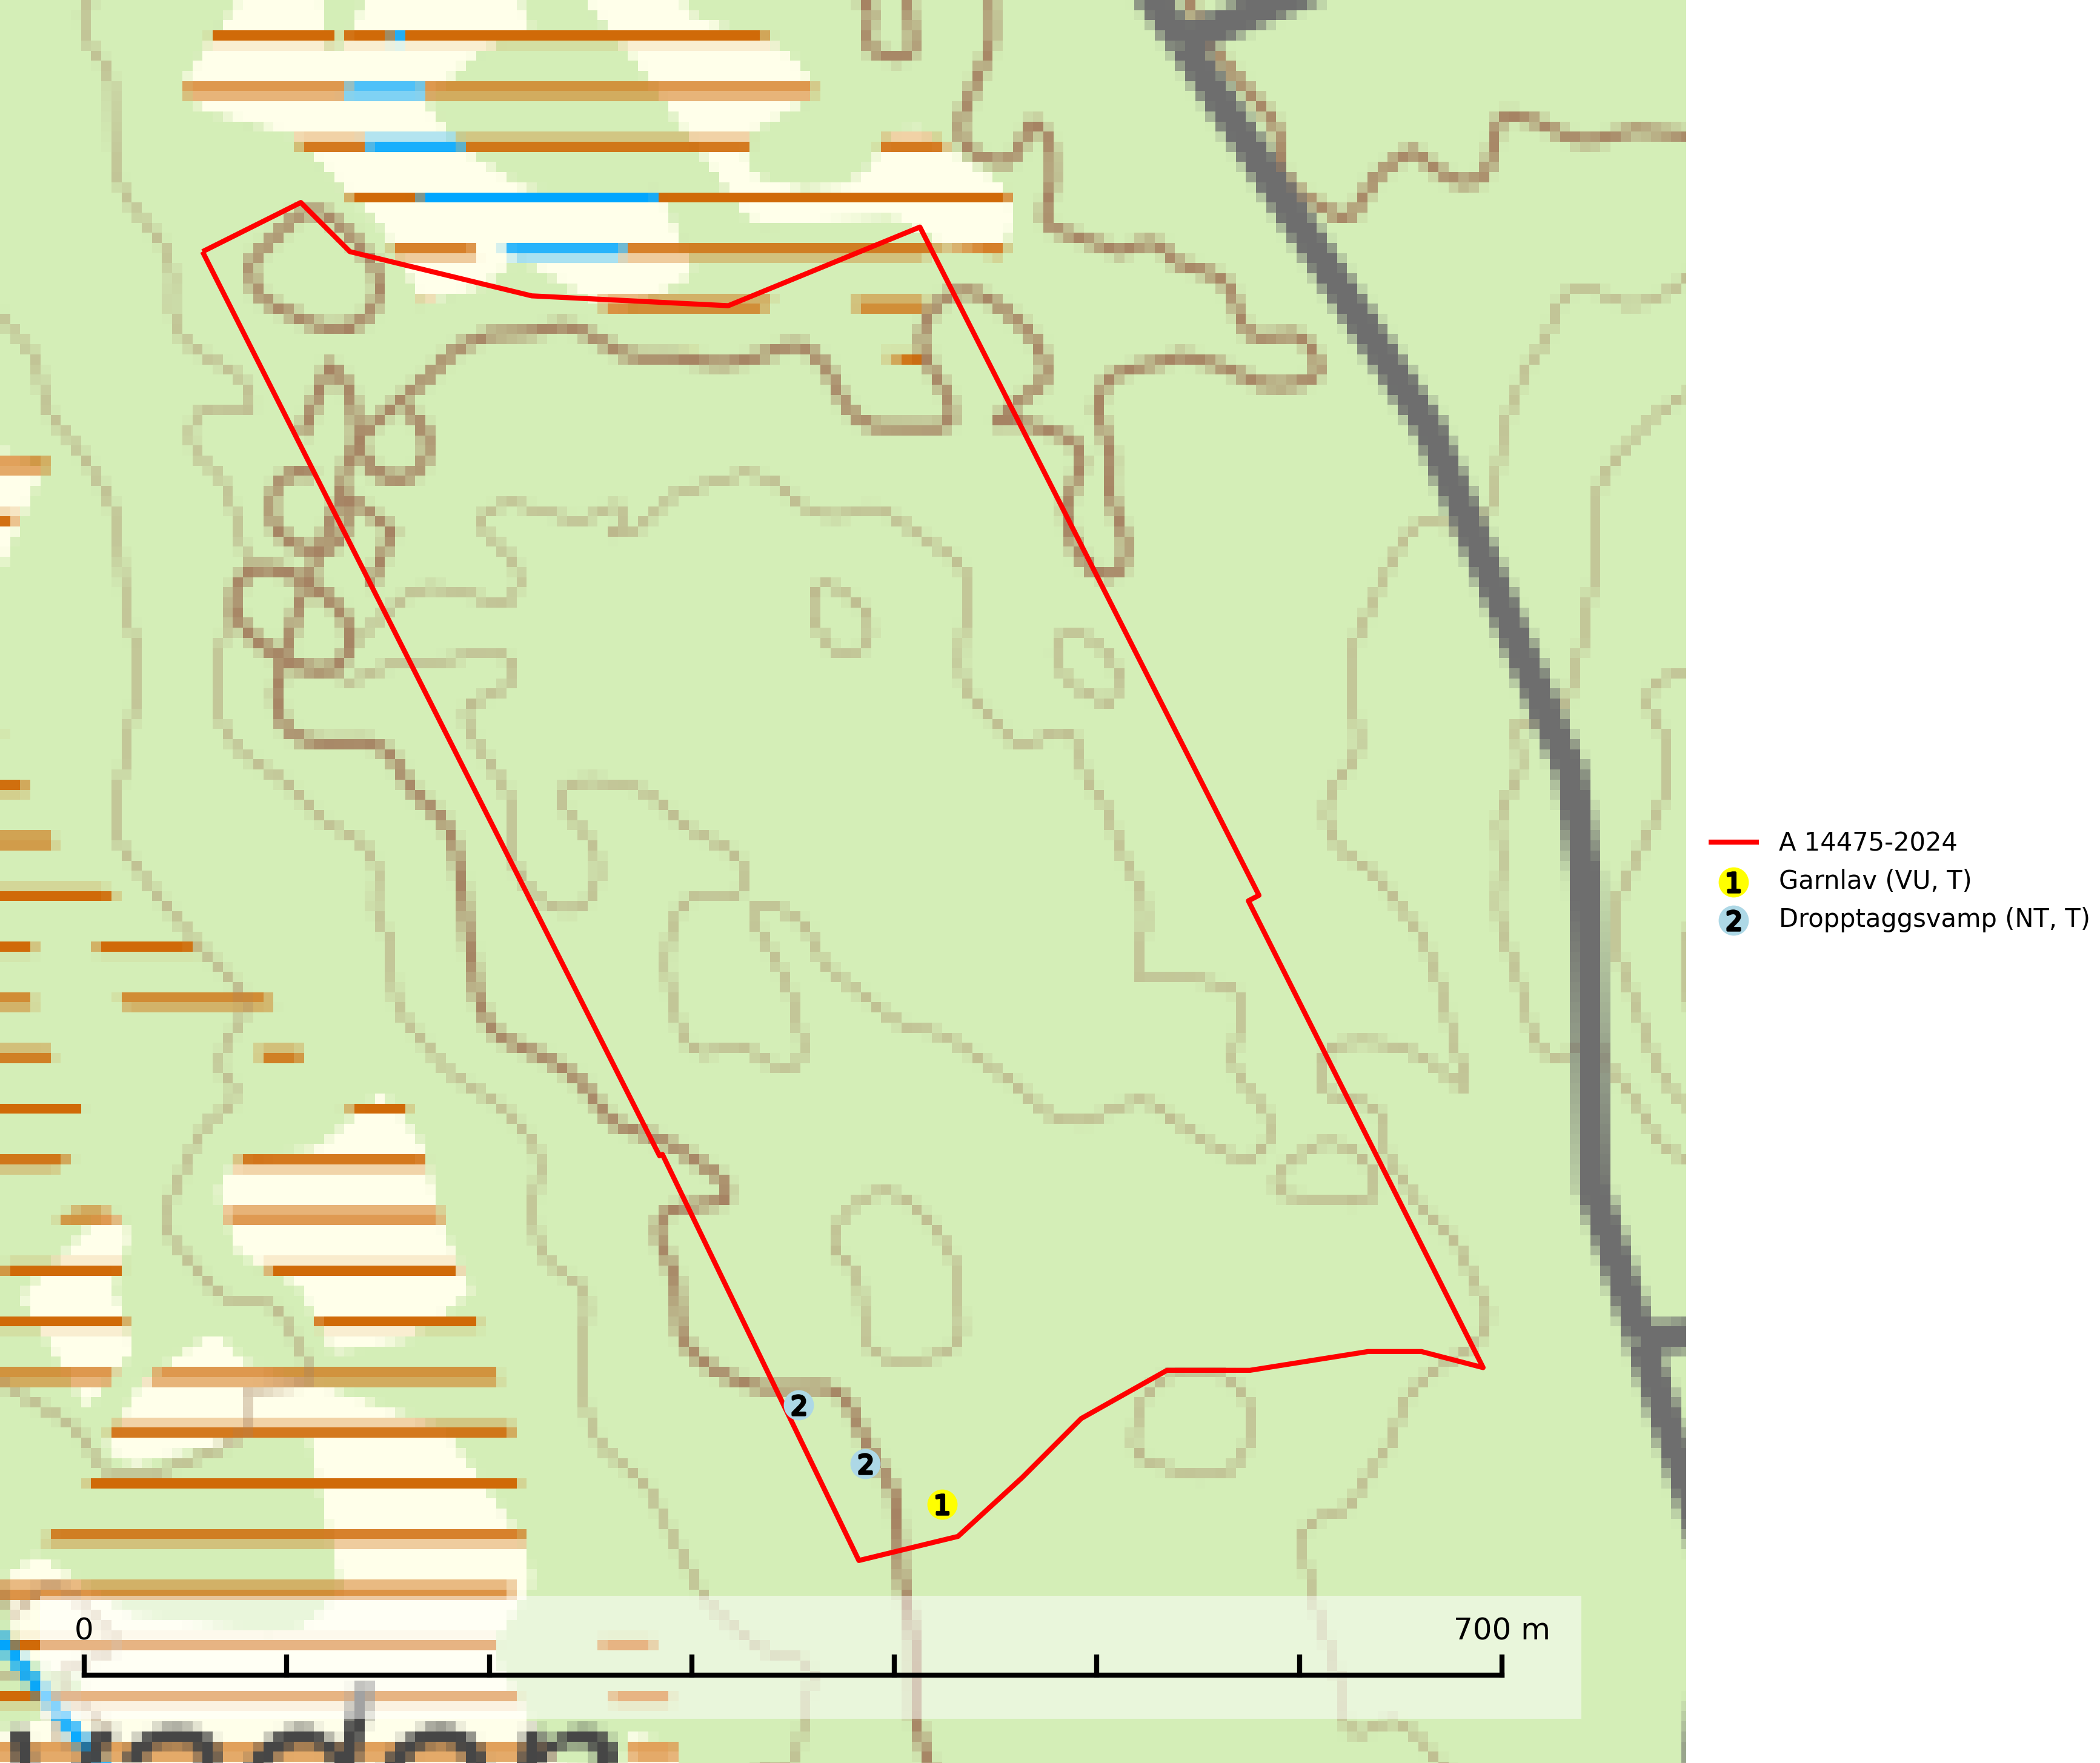 A 14475-2024
1 Garnlav (VU, T)
2 Dropptaggsvamp (NT, T)
2
2
1
0 700 m